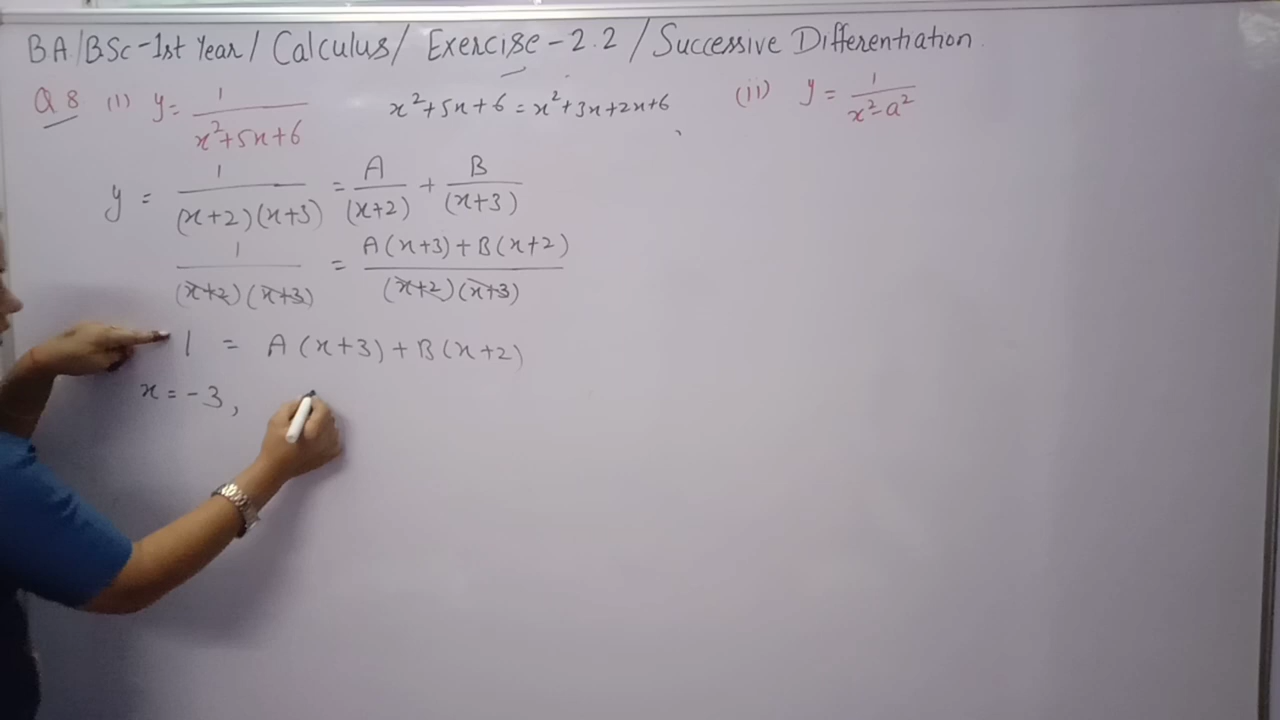 BA/BSc-1st Year/ Calculus/ Exercise-2.2/ Successive Differentiation
Q8 (i) y = 1/(x²+5x+6) x²+5x+6 = x²+3x+2x+6 (ii) y = 1/(x²-a²)
y = 1/((x+2)(x+3)) = A/(x+2) + B/(x+3)
1/((x+2)(x+3)) = (A(x+3)+B(x+2))/((x+2)(x+3))
1 = A(x+3)+B(x+2)
x = -3,